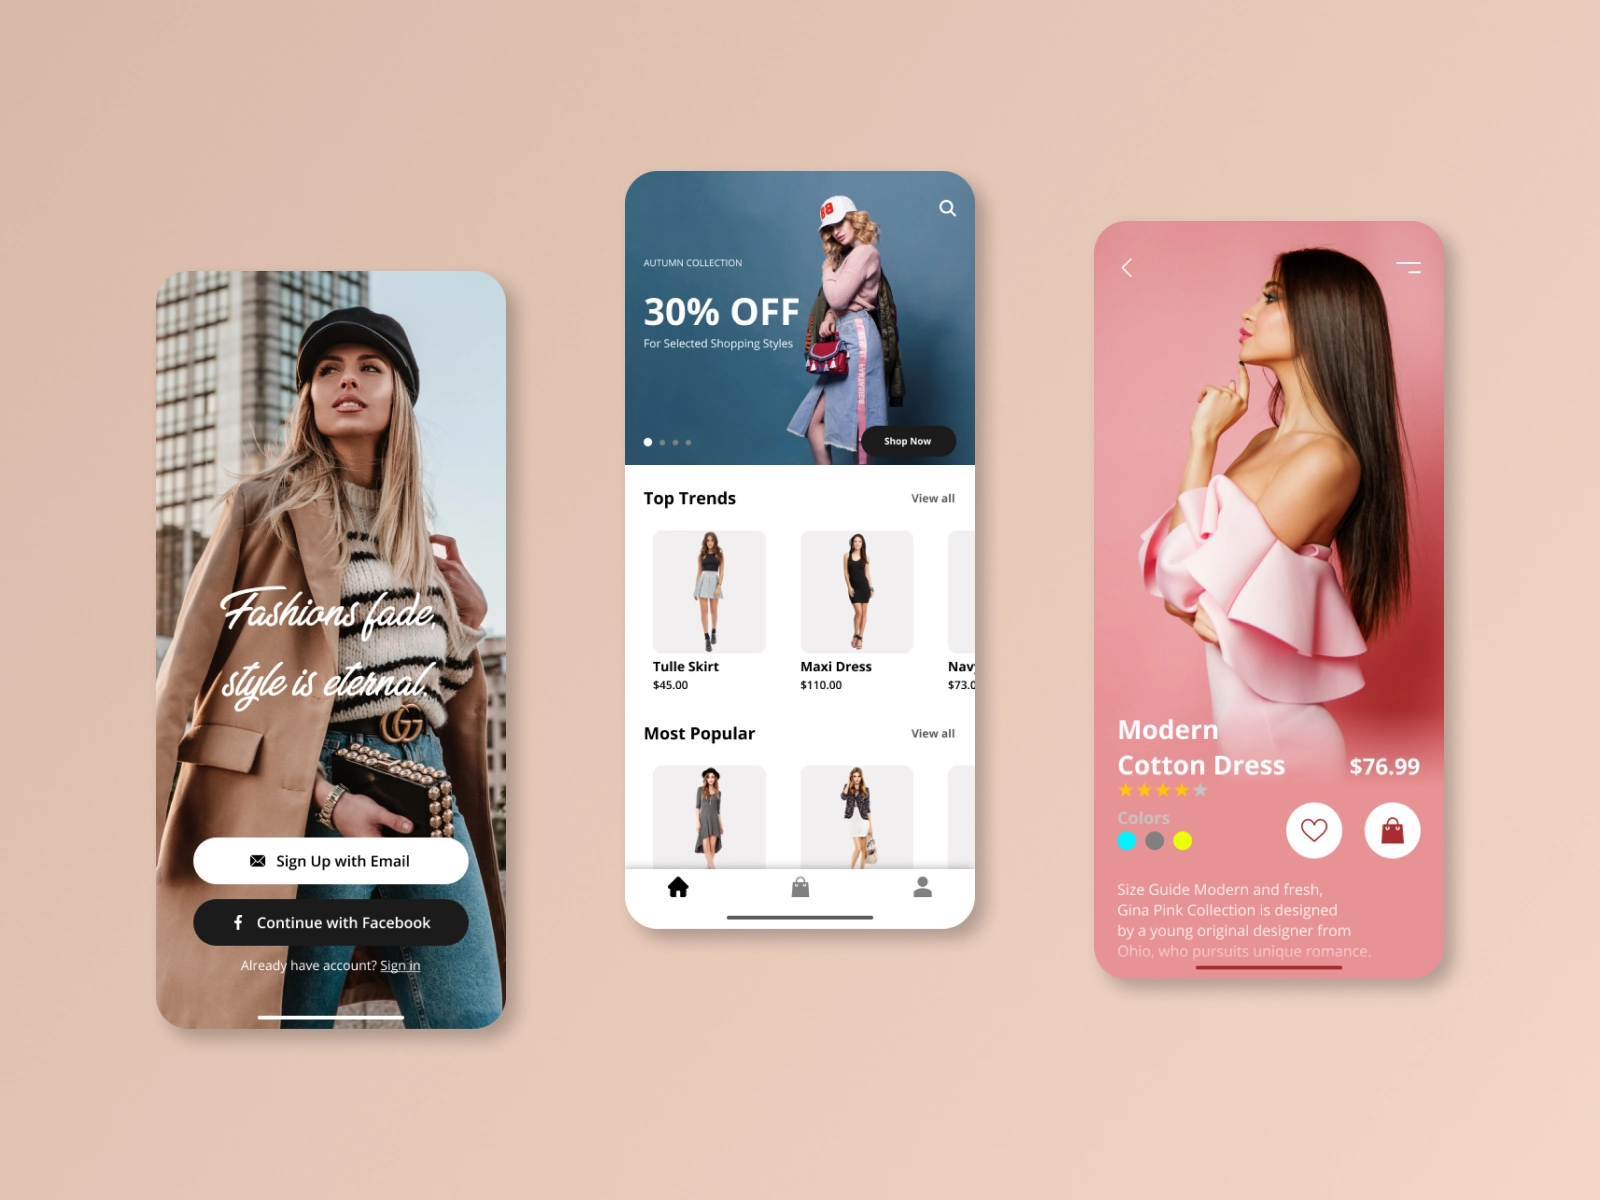 Fashions fade,
style is eternal.
Sign Up with Email
Continue with Facebook
Already have account? Sign in
AUTUMN COLLECTION
30% OFF
For Selected Shopping Styles
Shop Now
Top Trends
View all
Tulle Skirt
$45.00
Maxi Dress
$110.00
Navy
$73.0
Most Popular
View all
Modern
Cotton Dress
$76.99
Colors
Size Guide Modern and fresh,
Gina Pink Collection is designed
by a young original designer from
Ohio, who pursuits unique romance.